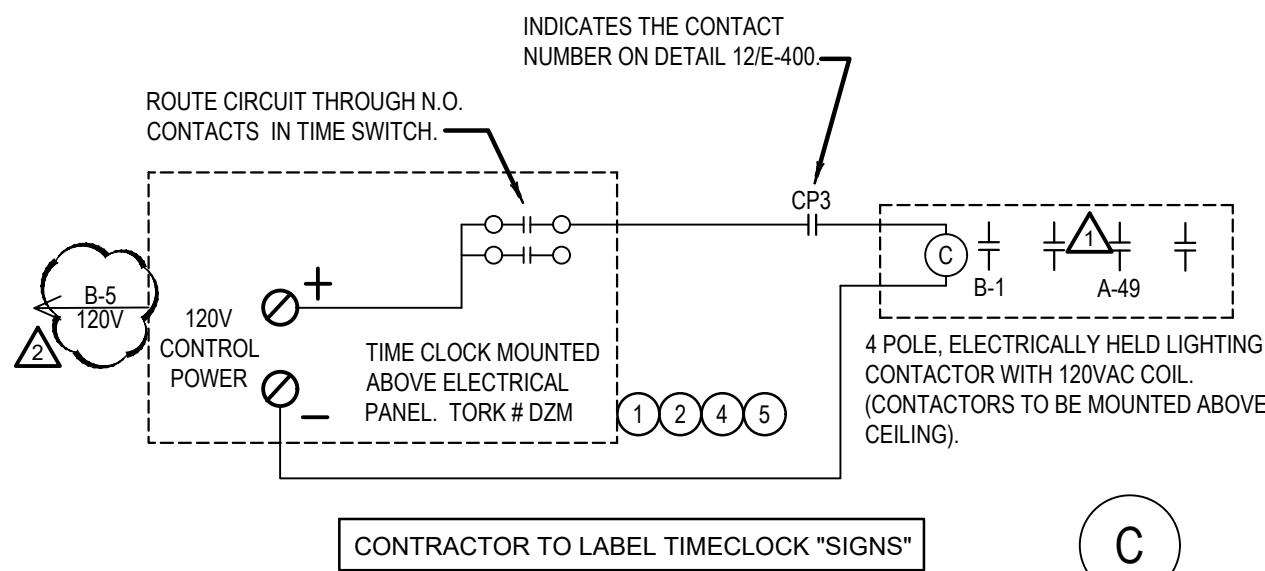 INDICATES THE CONTACT
NUMBER ON DETAIL 12/E-400.
ROUTE CIRCUIT THROUGH N.O.
CONTACTS IN TIME SWITCH.
CP3
C
1
B-1
A-49
B-5
120V
2
+
120V
CONTROL
POWER
–
TIME CLOCK MOUNTED
ABOVE ELECTRICAL
PANEL. TORK # DZM
1 2 4 5
4 POLE, ELECTRICALLY HELD LIGHTING
CONTACTOR WITH 120VAC COIL.
(CONTACTORS TO BE MOUNTED ABOVE
CEILING).
CONTRACTOR TO LABEL TIMECLOCK "SIGNS"
C